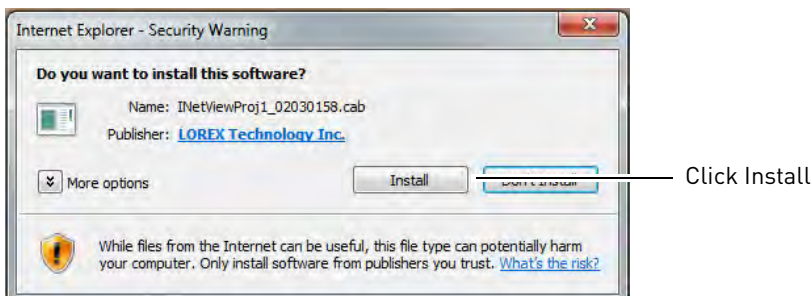 Internet Explorer - Security Warning
Do you want to install this software?
Name: INetViewProj1_02030158.cab
Publisher: LOREX Technology Inc.
More options
Install
Don't Install
Click Install
While files from the Internet can be useful, this file type can potentially harm
your computer. Only install software from publishers you trust. What's the risk?